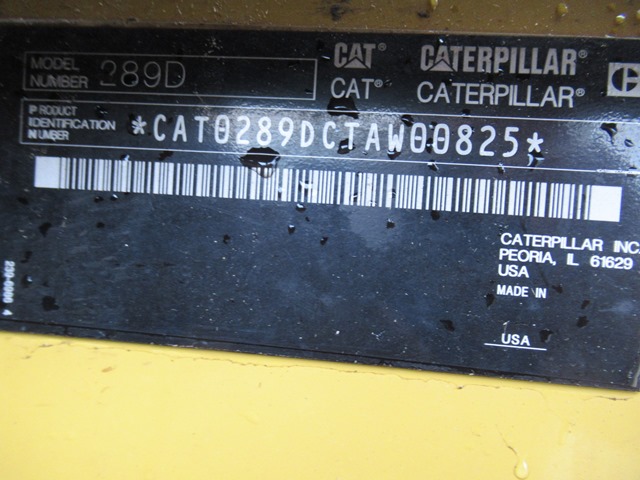 MODEL NUMBER 289D
CAT CATERPILLAR
CAT® CATERPILLAR®
PRODUCT IDENTIFICATION NUMBER *CAT0289DCTAW00825*
CATERPILLAR INC.
PEORIA, IL 61629
USA
MADE IN
USA